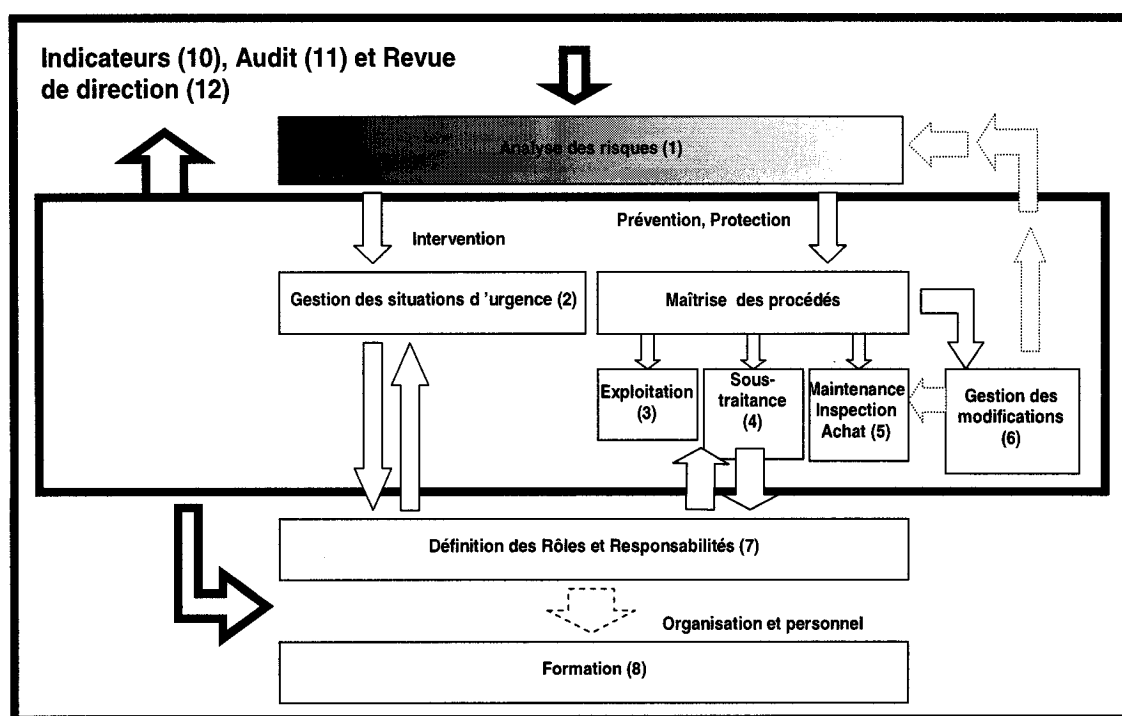 Indicateurs (10), Audit (11) et Revue
de direction (12)
Analyse des risques (1)
Prévention, Protection
Intervention
Gestion des situations d 'urgence (2)
Maîtrise des procédés
Exploitation
(3)
Sous-
traitance
(4)
Maintenance
Inspection
Achat (5)
Gestion des
modifications
(6)
Définition des Rôles et Responsabilités (7)
Organisation et personnel
Formation (8)